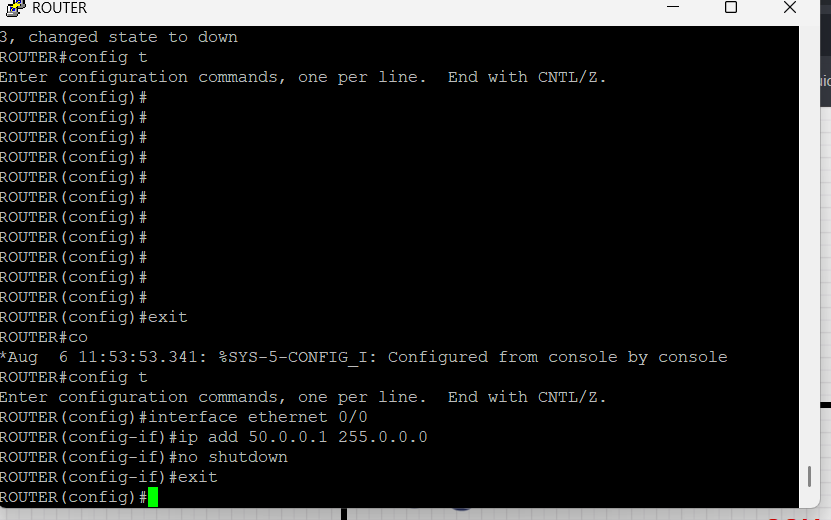 ROUTER
3, changed state to down
ROUTER#config t
Enter configuration commands, one per line.  End with CNTL/Z.
ROUTER(config)#
ROUTER(config)#
ROUTER(config)#
ROUTER(config)#
ROUTER(config)#
ROUTER(config)#
ROUTER(config)#
ROUTER(config)#
ROUTER(config)#
ROUTER(config)#
ROUTER(config)#
ROUTER(config)#exit
ROUTER#co
*Aug  6 11:53:53.341: %SYS-5-CONFIG_I: Configured from console by console
ROUTER#config t
Enter configuration commands, one per line.  End with CNTL/Z.
ROUTER(config)#interface ethernet 0/0
ROUTER(config-if)#ip add 50.0.0.1 255.0.0.0
ROUTER(config-if)#no shutdown
ROUTER(config-if)#exit
ROUTER(config)#